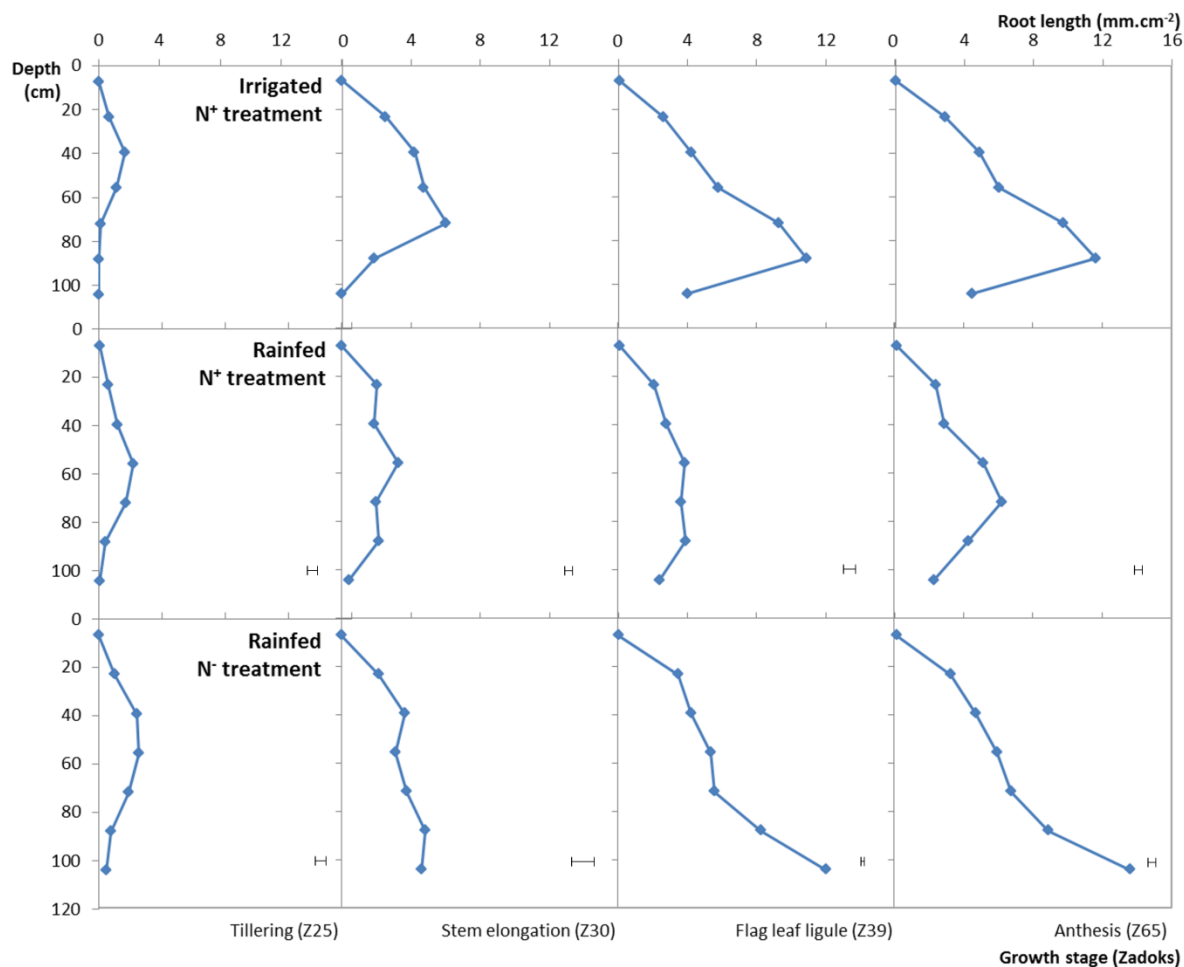 Root length (mm.cm⁻²)
0 4 8 12 0 4 8 12 0 4 8 12 0 4 8 12 16
Depth
(cm)
0
20
40
60
80
100
Irrigated
N⁺ treatment
0
20
40
60
80
100
Rainfed
N⁺ treatment
0
20
40
60
80
100
120
Rainfed
N⁻ treatment
Tillering (Z25) Stem elongation (Z30) Flag leaf ligule (Z39) Anthesis (Z65)
Growth stage (Zadoks)